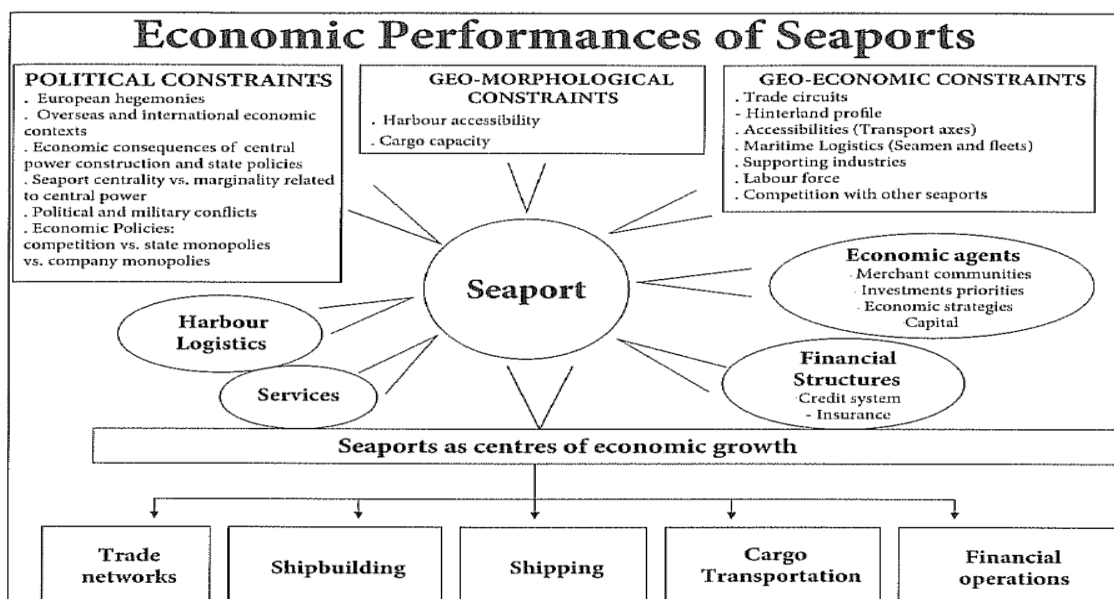 Economic Performances of Seaports
POLITICAL CONSTRAINTS
. European hegemonies
. Overseas and international economic
contexts
. Economic consequences of central
power construction and state policies
. Seaport centrality vs. marginality related
to central power
. Political and military conflicts
. Economic Policies:
competition vs. state monopolies
vs. company monopolies
GEO-MORPHOLOGICAL
CONSTRAINTS
. Harbour accessibility
. Cargo capacity
GEO-ECONOMIC CONSTRAINTS
. Trade circuits
- Hinterland profile
. Accessibilities (Transport axes)
. Maritime Logistics (Seamen and fleets)
. Supporting industries
. Labour force
. Competition with other seaports
Seaport
Economic agents
· Merchant communities
· Investments priorities
- Economic strategies
·Capital
Harbour
Logistics
Services
Financial
Structures
·Credit system
- Insurance
Seaports as centres of economic growth
Trade
networks
Shipbuilding
Shipping
Cargo
Transportation
Financial
operations